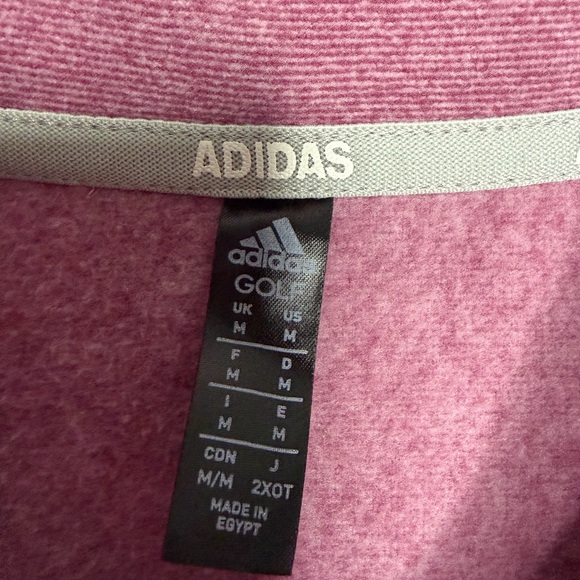 ADIDAS
adidas
GOLF
UK US
M M
F D
M M
I E
M M
CDN J
M/M 2XOT
MADE IN
EGYPT